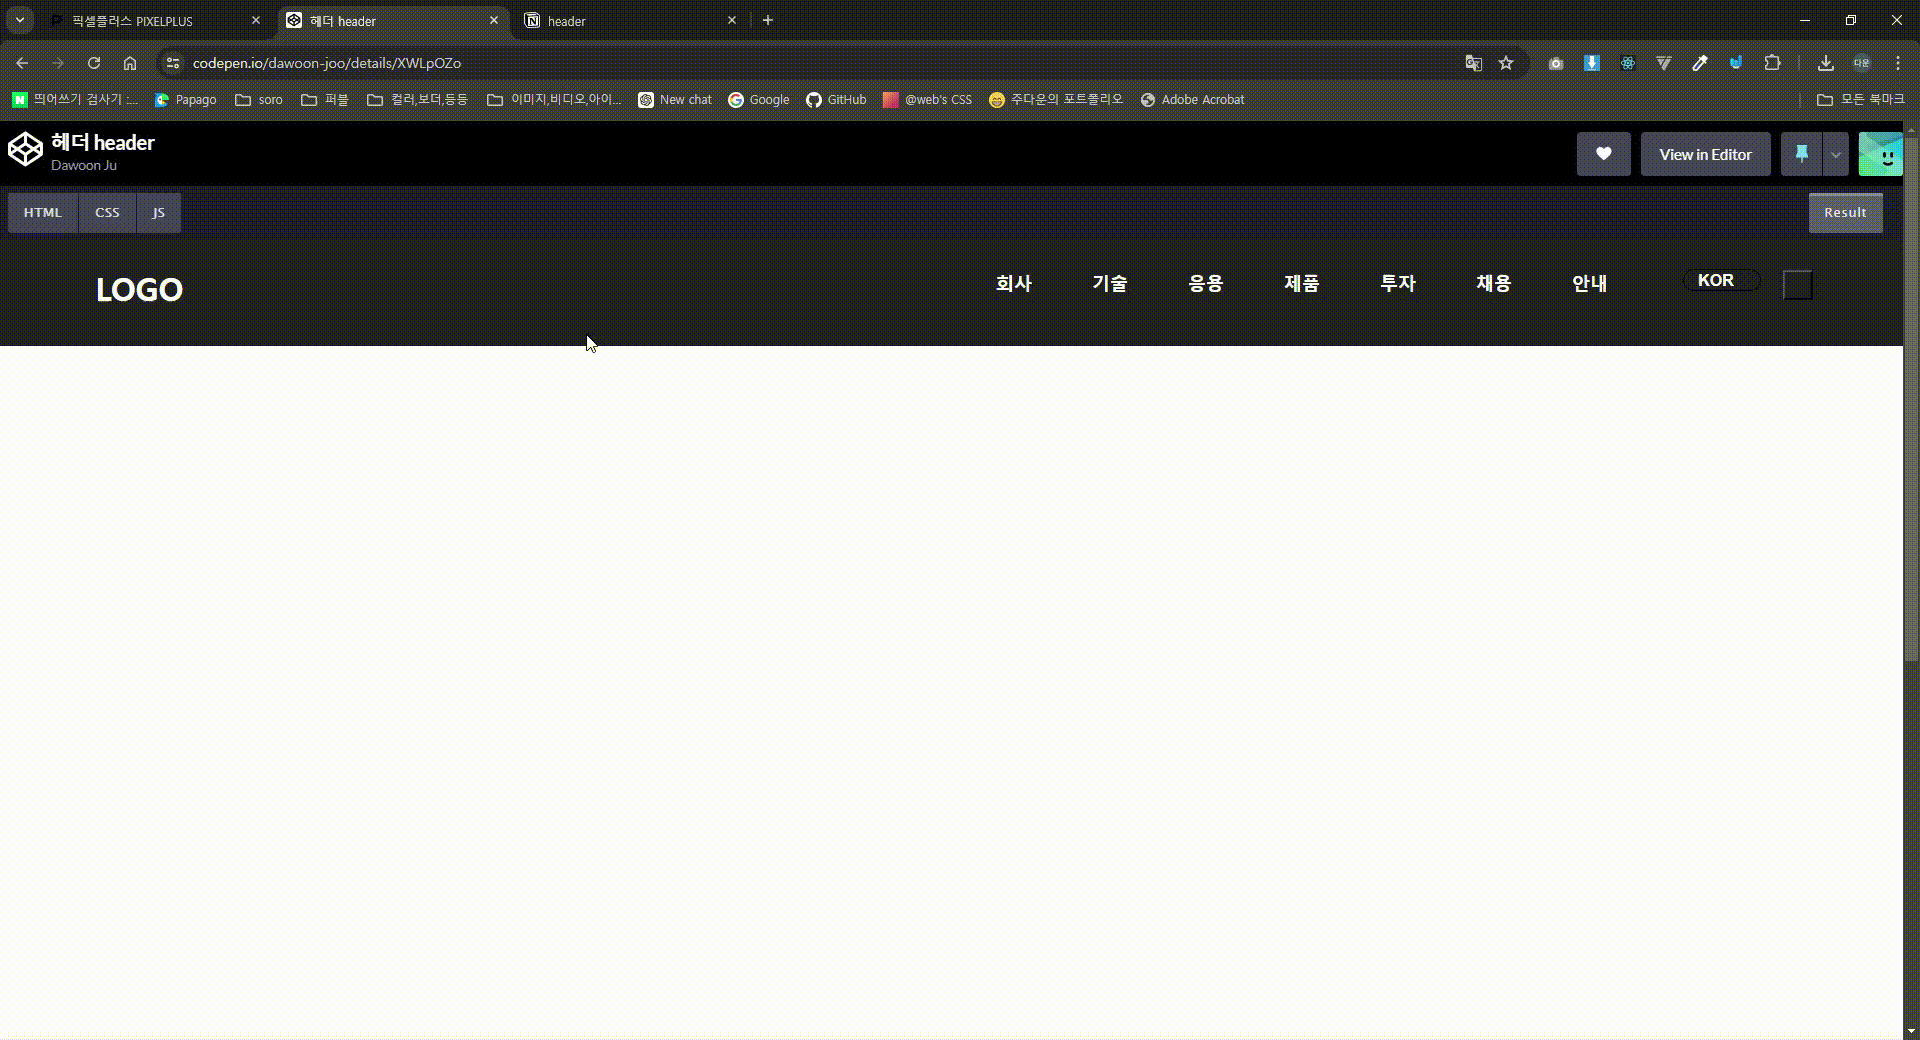 픽셀플러스 PIXELPLUS
헤더 header
header
codepen.io/dawoon-joo/details/XWLpOZo
다운
띄어쓰기 검사기 :...
Papago
soro
퍼블
컬러,보더,등등
이미지,비디오,아이...
New chat
Google
GitHub
@web's CSS
주다운의 포트폴리오
Adobe Acrobat
모든 북마크
헤더 header
Dawoon Ju
View in Editor
HTML CSS JS
Result
LOGO
회사 기술 응용 제품 투자 채용 안내
KOR